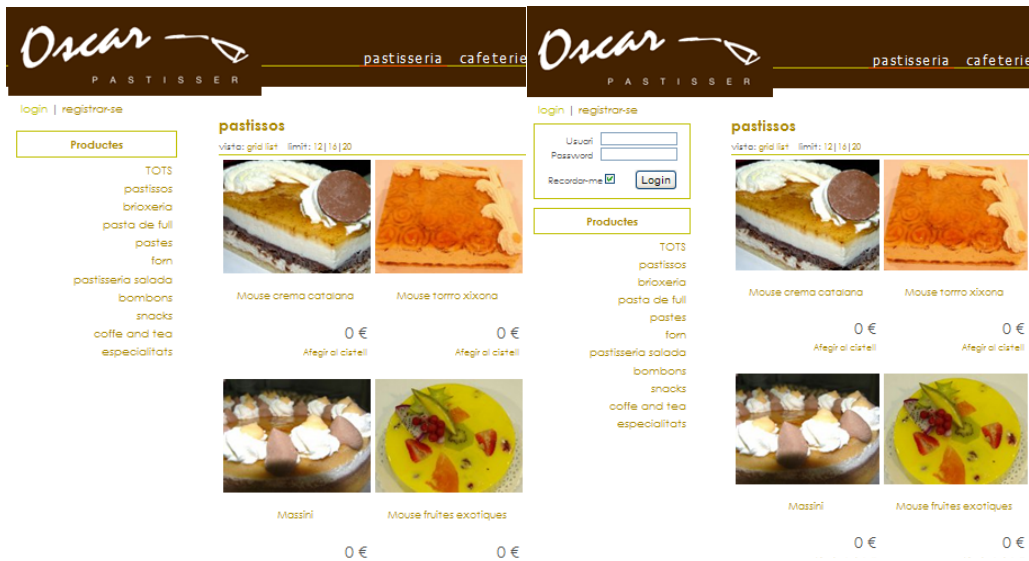 Oscar
PASTISSER
pastisseria cafeterie
login | registrar-se
Productes
TOTS
pastissos
brioxeria
pasta de full
pastes
forn
pastisseria salada
bombons
snacks
coffe and tea
especialitats
pastissos
vista: grid list limit: 12|16|20
Mouse crema catalana Mouse torrro xixona
0 € 0 €
Afegir al cistell Afegir al cistell
Massini Mouse fruites exotiques
0 € 0 €
Oscar
PASTISSER
pastisseria cafeterie
login | registrar-se
Usuari
Password
Recordar-me Login
Productes
TOTS
pastissos
brioxeria
pasta de full
pastes
forn
pastisseria salada
bombons
snacks
coffe and tea
especialitats
pastissos
vista: grid list limit: 12|16|20
Mouse crema catalana Mouse torrro xixona
0 € 0 €
Afegir al cistell Afegir al cistell
Massini Mouse fruites exotiques
0 € 0 €